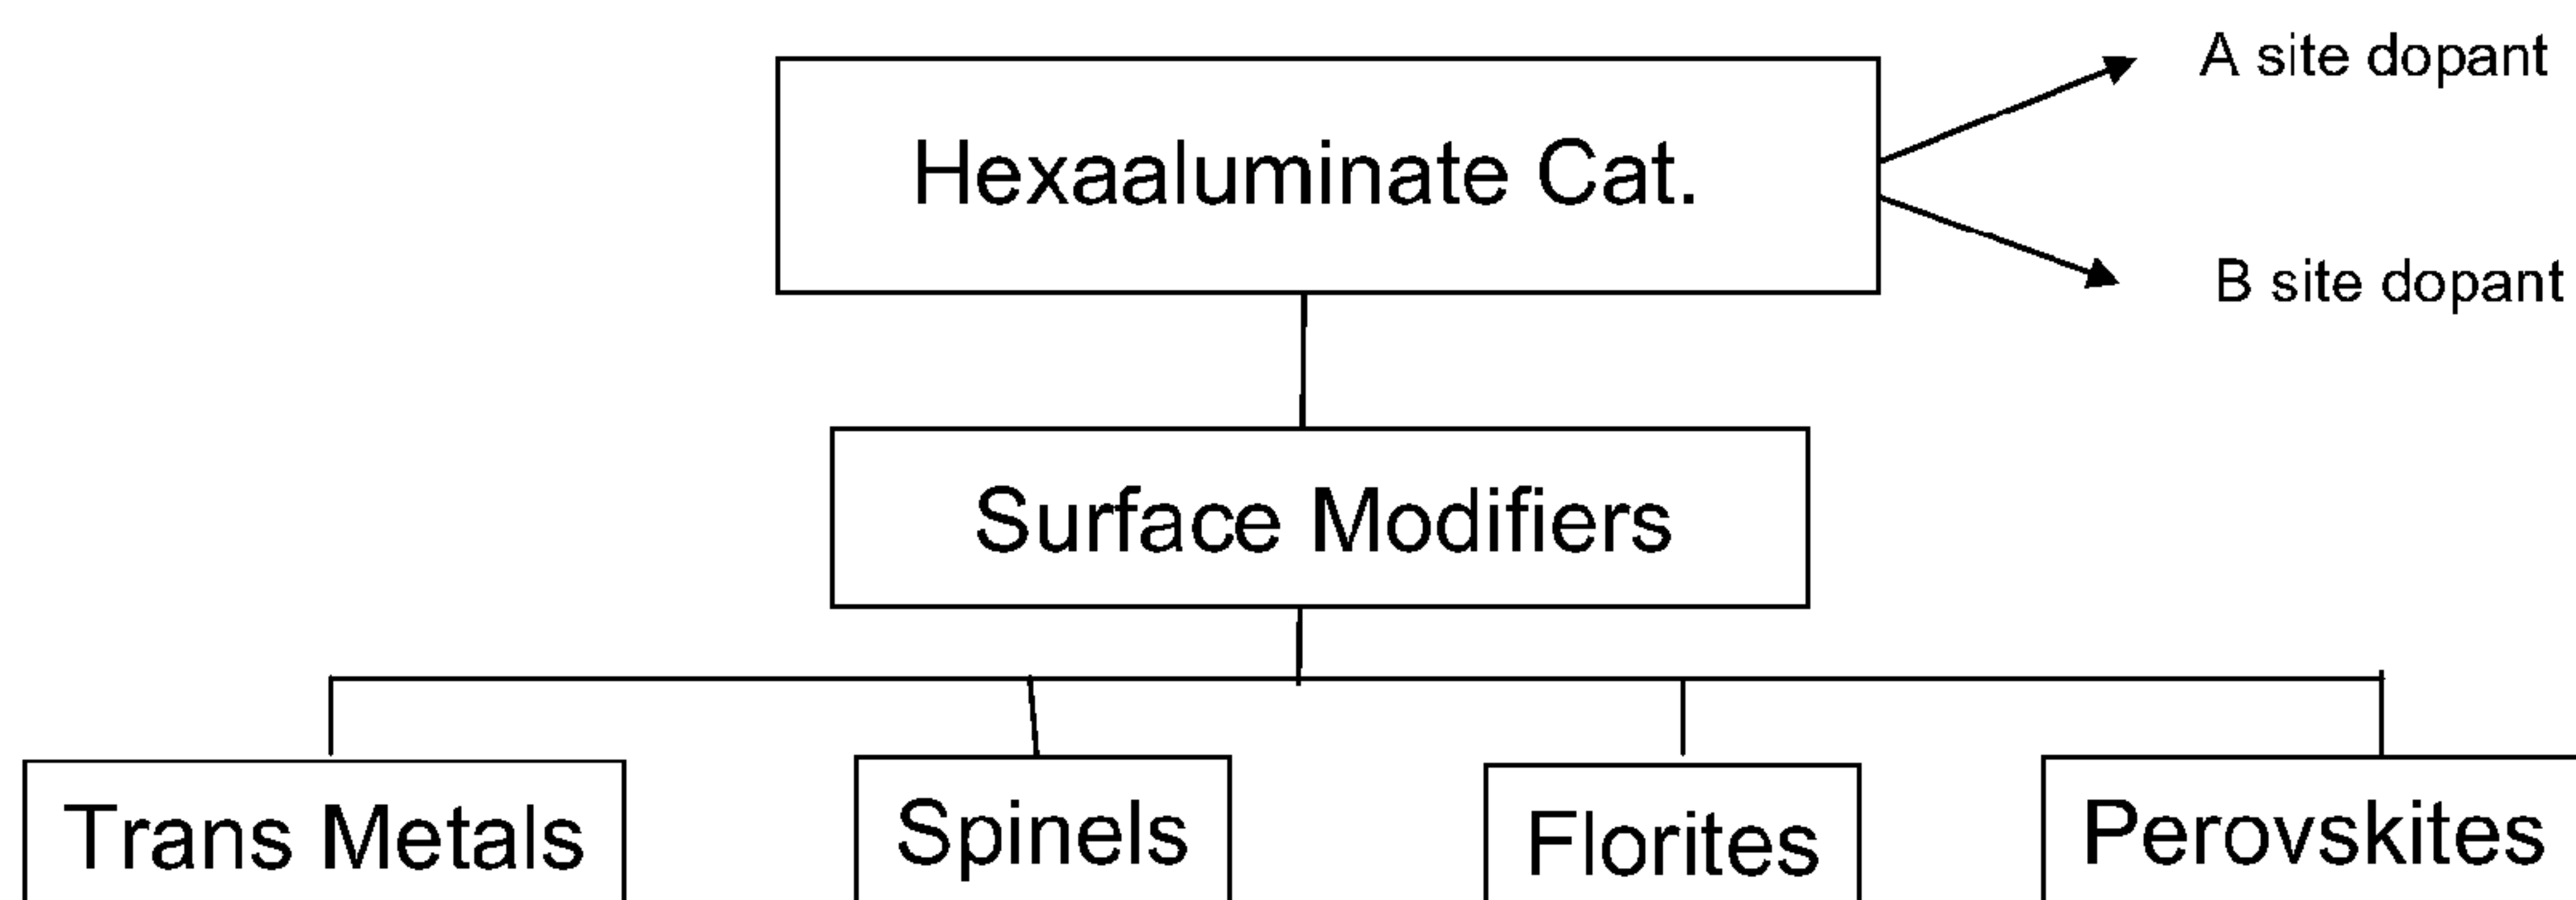 A site dopant
Hexaaluminate Cat.
B site dopant
Surface Modifiers
Trans Metals
Spinels
Florites
Perovskites